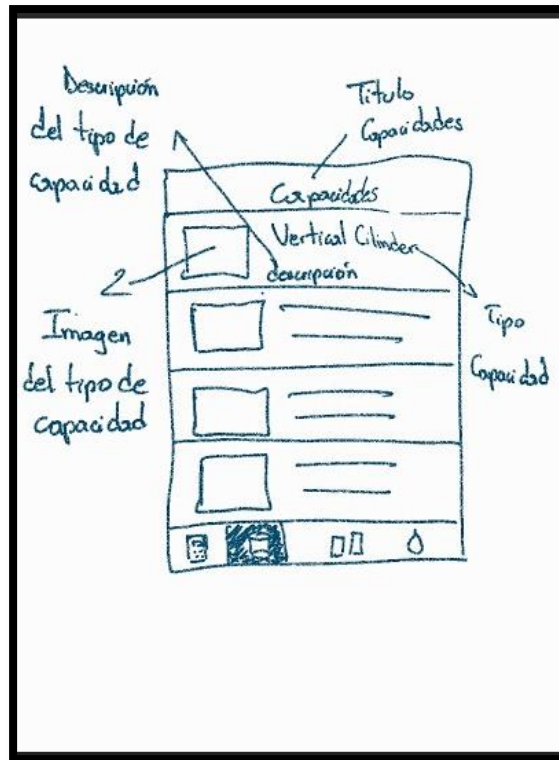 Descripción
del tipo de
capacidad
Titulo
Capacidades
Capacidades
Vertical Cilinder
descripción
Tipo
Capacidad
Imagen
del tipo de
capacidad